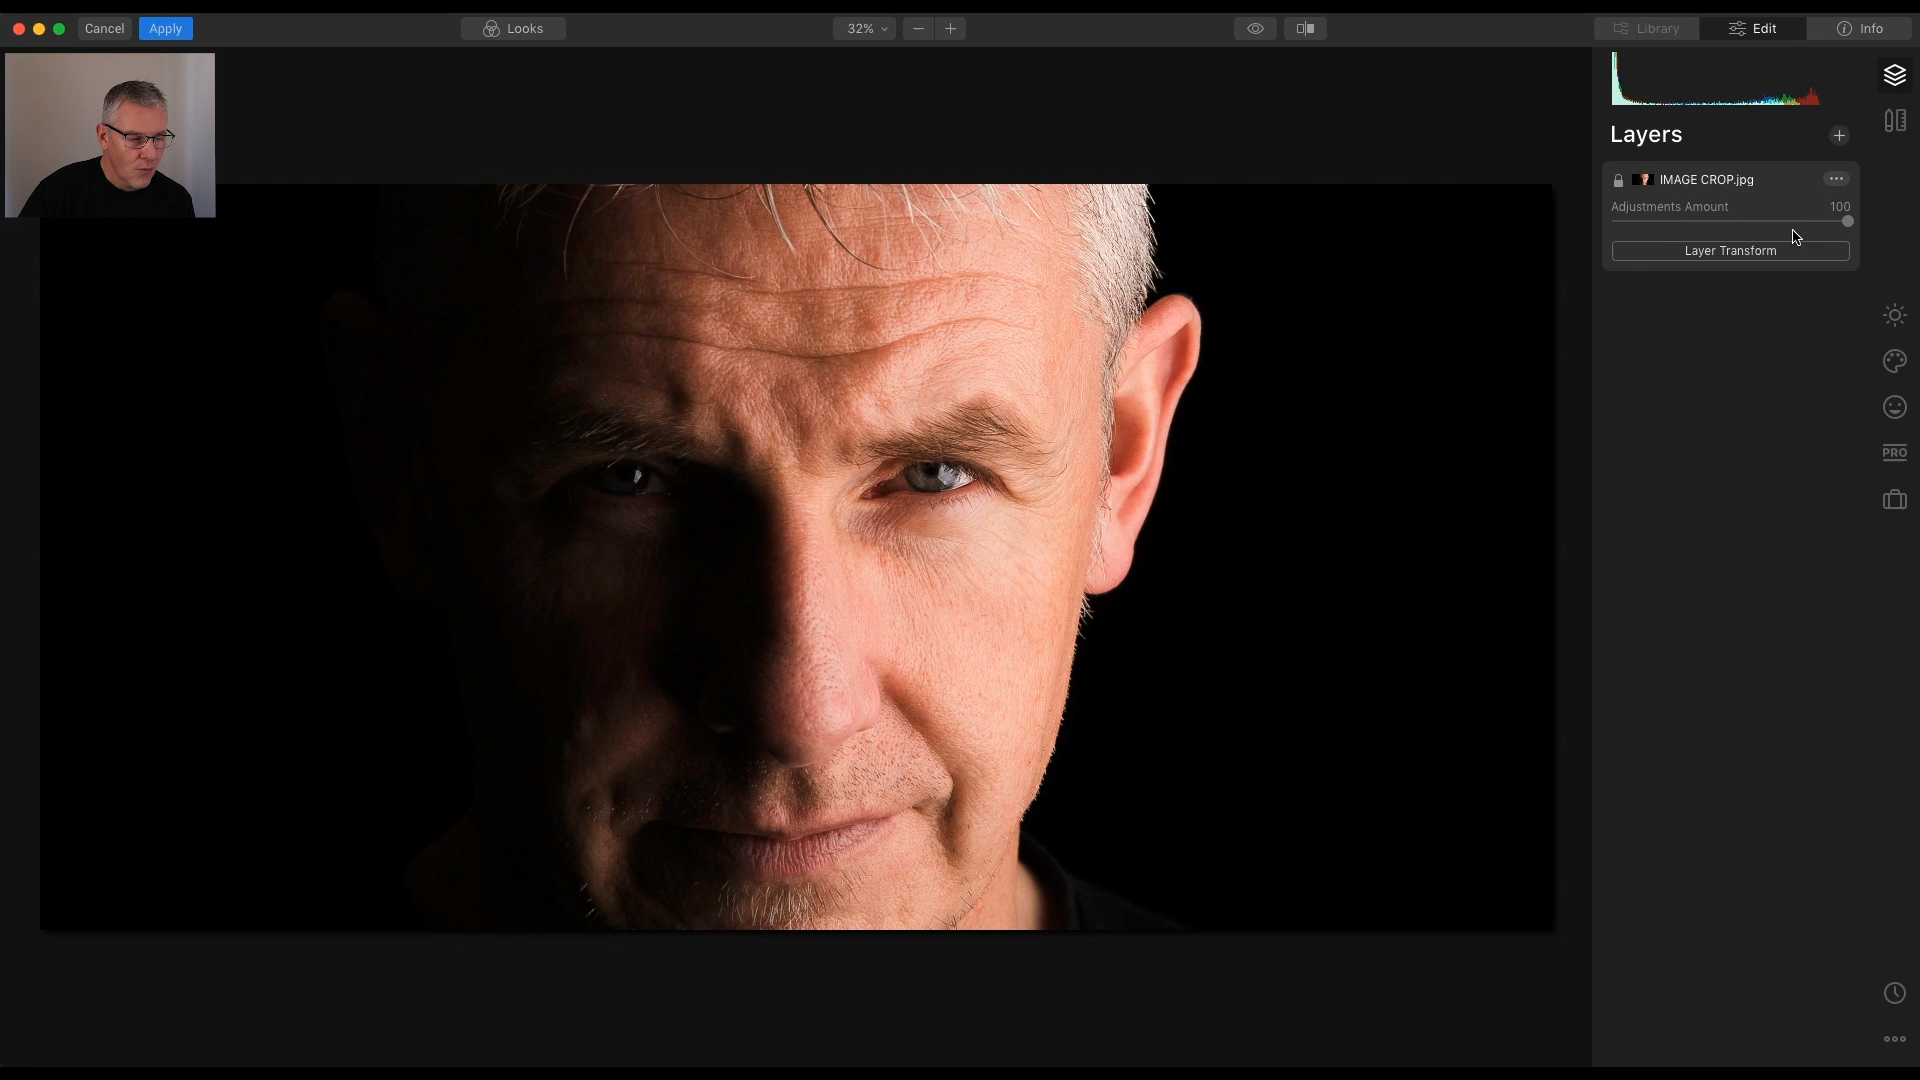 Cancel
Apply
Looks
32%
Library
Edit
Info
Layers
IMAGE CROP.jpg
Adjustments Amount 100
Layer Transform
PRO